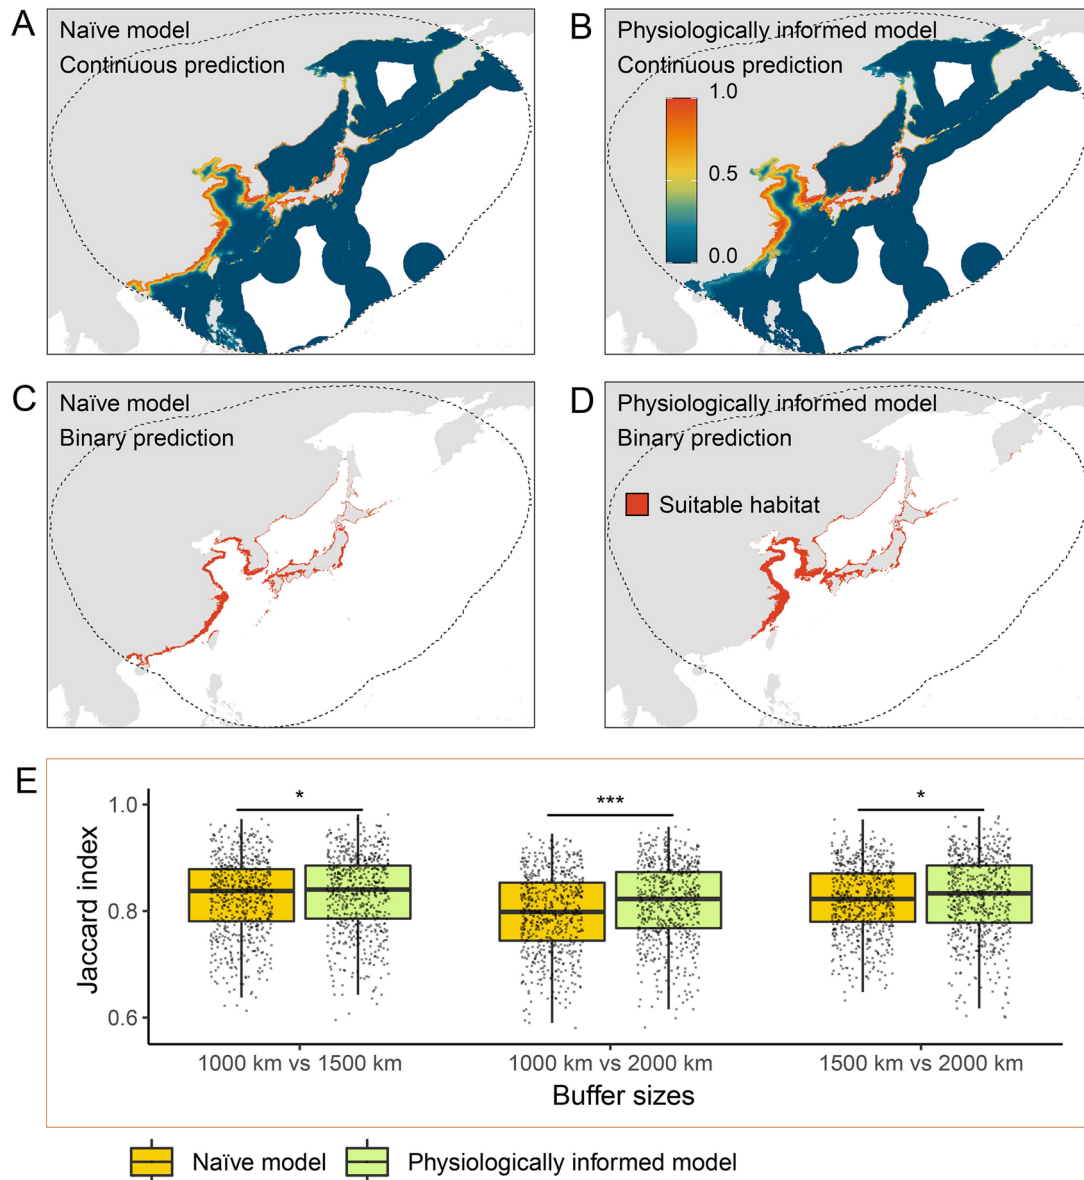 A
Naïve model
Continuous prediction
B
Physiologically informed model
Continuous prediction
1.0
0.5
0.0
C
Naïve model
Binary prediction
D
Physiologically informed model
Binary prediction
Suitable habitat
E
Jaccard index
1.0
0.8
0.6
*
***
*
1000 km vs 1500 km
1000 km vs 2000 km
1500 km vs 2000 km
Buffer sizes
Naïve model
Physiologically informed model